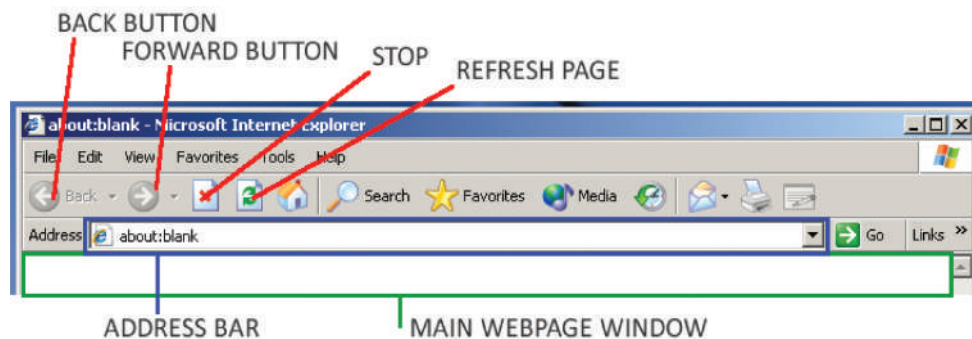 BACK BUTTON
FORWARD BUTTON
STOP
REFRESH PAGE
about:blank - Microsoft Internet Explorer
File Edit View Favorites Tools Help
Back Search Favorites Media
Address about:blank Go Links »
ADDRESS BAR
MAIN WEBPAGE WINDOW